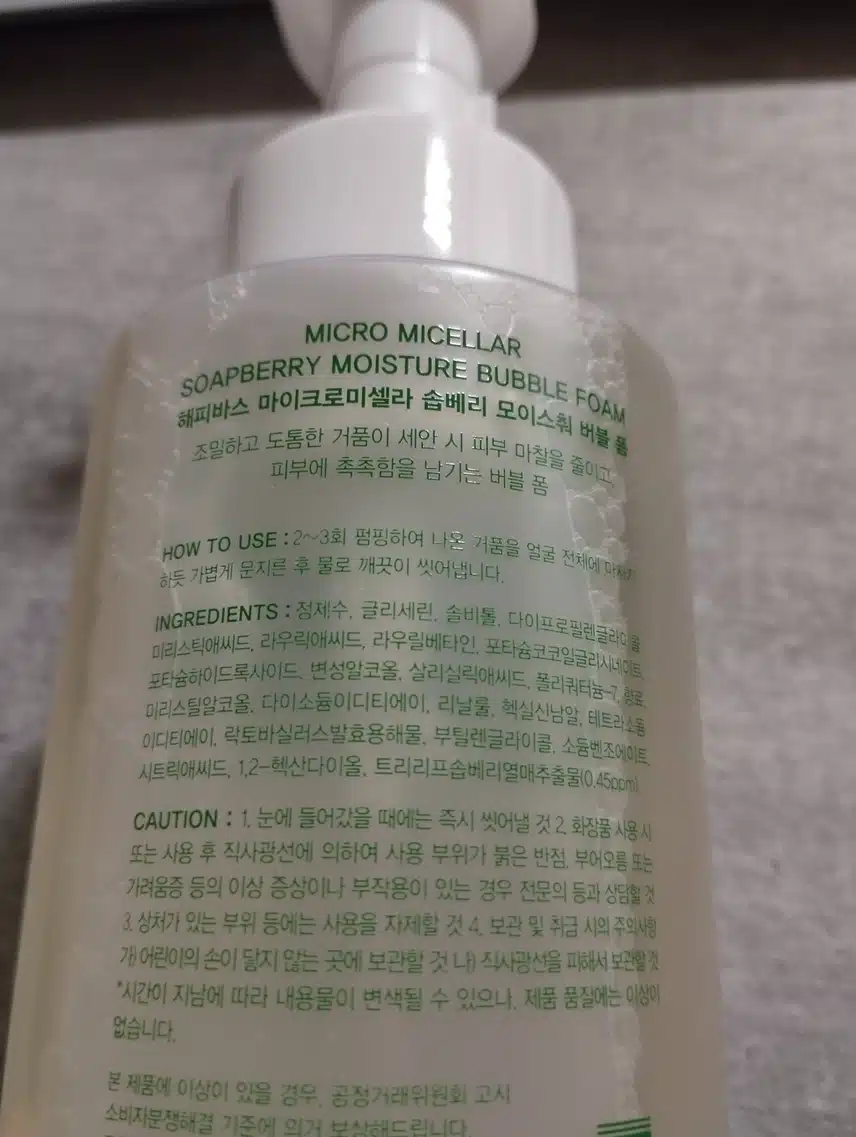 MICRO MICELLAR
SOAPBERRY MOISTURE BUBBLE FOAM
해피바스 마이크로미셀라 솝베리 모이스춰 버블 폼
조밀하고 도톰한 거품이 세안 시 피부 마찰을 줄이고,
피부에 촉촉함을 남기는 버블 폼
HOW TO USE : 2~3회 펌핑하여 나온 거품을 얼굴 전체에 마사지
하듯 가볍게 문지른 후 물로 깨끗이 씻어냅니다.
INGREDIENTS : 정제수, 글리세린, 솔비톨, 다이프로필렌글라이콜
미리스틱애씨드, 라우릭애씨드, 라우릴베타인, 포타슘코코일글리시네이트,
포타슘하이드록사이드, 변성알코올, 살리실릭애씨드, 폴리쿼터늄-7, 향료,
미리스틸알코올, 다이소듐이디티에이, 리날룰, 헥실신남알, 테트라소듐
이디티에이, 락토바실러스발효용해물, 부틸렌글라이콜, 소듐벤조에이트,
시트릭애씨드, 1,2-헥산다이올, 트리리프솝베리열매추출물(0.45ppm)
CAUTION : 1. 눈에 들어갔을 때에는 즉시 씻어낼 것 2. 화장품 사용 시
또는 사용 후 직사광선에 의하여 사용 부위가 붉은 반점, 부어오름 또는
가려움증 등의 이상 증상이나 부작용이 있는 경우 전문의 등과 상담할 것
3. 상처가 있는 부위 등에는 사용을 자제할 것 4. 보관 및 취급 시의 주의사항
가) 어린이의 손이 닿지 않는 곳에 보관할 것 나) 직사광선을 피해서 보관할 것
*시간이 지남에 따라 내용물이 변색될 수 있으나, 제품 품질에는 이상이
없습니다.
본 제품에 이상이 있을 경우, 공정거래위원회 고시
소비자분쟁해결 기준에 의거 보상해드립니다.